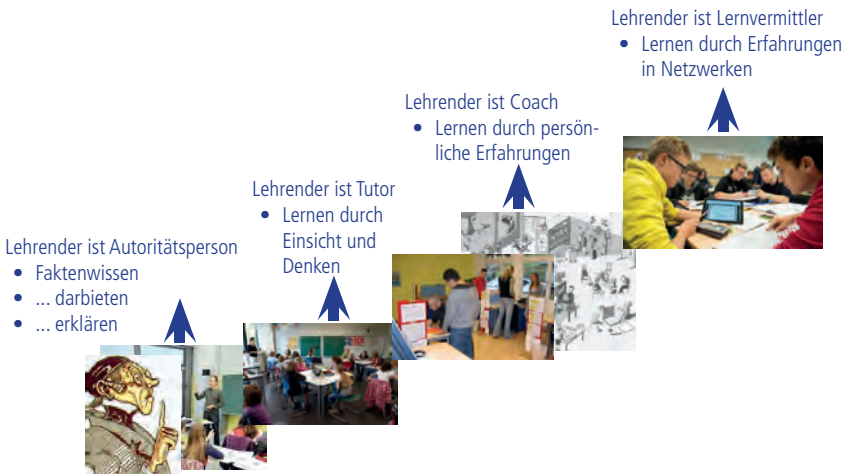 Lehrender ist Lernvermittler
• Lernen durch Erfahrungen
in Netzwerken
Lehrender ist Coach
• Lernen durch persön-
liche Erfahrungen
Lehrender ist Tutor
• Lernen durch
Einsicht und
Denken
Lehrender ist Autoritätsperson
• Faktenwissen
• ... darbieten
• ... erklären